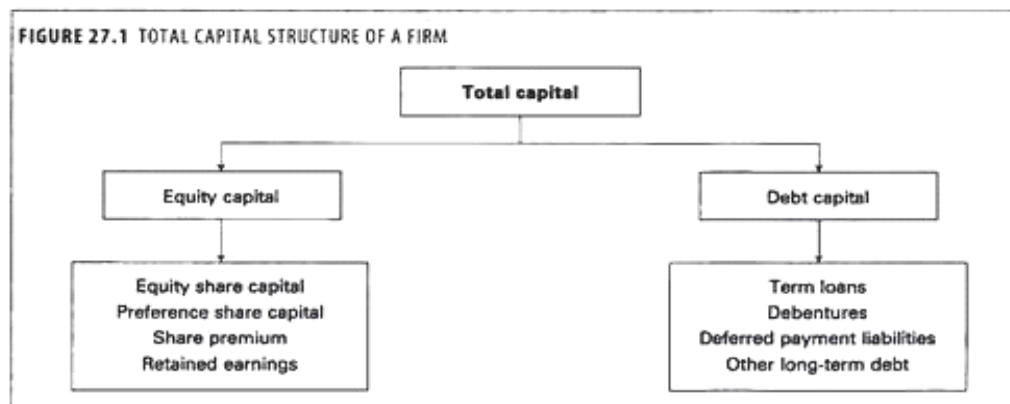 FIGURE 27.1 TOTAL CAPITAL STRUCTURE OF A FIRM
Total capital
Equity capital
Debt capital
Equity share capital
Preference share capital
Share premium
Retained earnings
Term loans
Debentures
Deferred payment liabilities
Other long-term debt